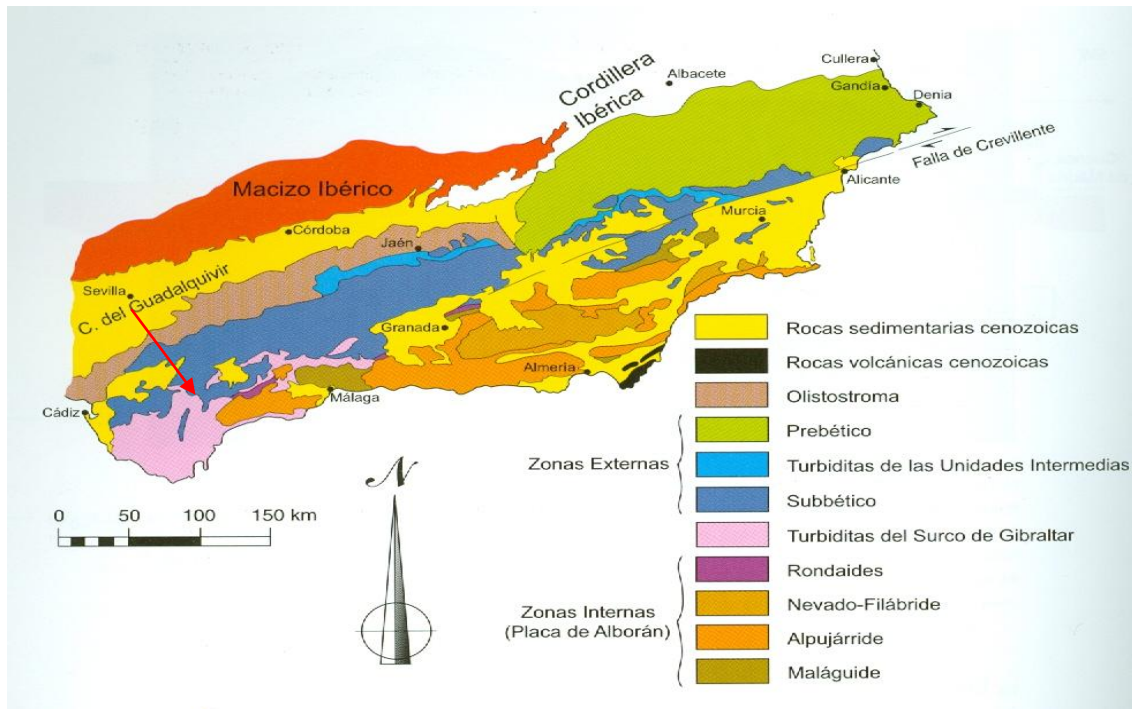 Cullera
Albacete
Cordillera
Ibérica
Gandía
Denia
Falla de Crevillente
Alicante
Macizo Ibérico
Murcia
Córdoba
Jaén
Sevilla
C. del Guadalquivir
Granada
Almería
Málaga
Cádiz
N
0 50 100 150 km
Rocas sedimentarias cenozoicas
Rocas volcánicas cenozoicas
Olistostroma
Zonas Externas
Prebético
Turbiditas de las Unidades Intermedias
Subbético
Turbiditas del Surco de Gibraltar
Zonas Internas
(Placa de Alborán)
Rondaides
Nevado-Filábride
Alpujárride
Maláguide